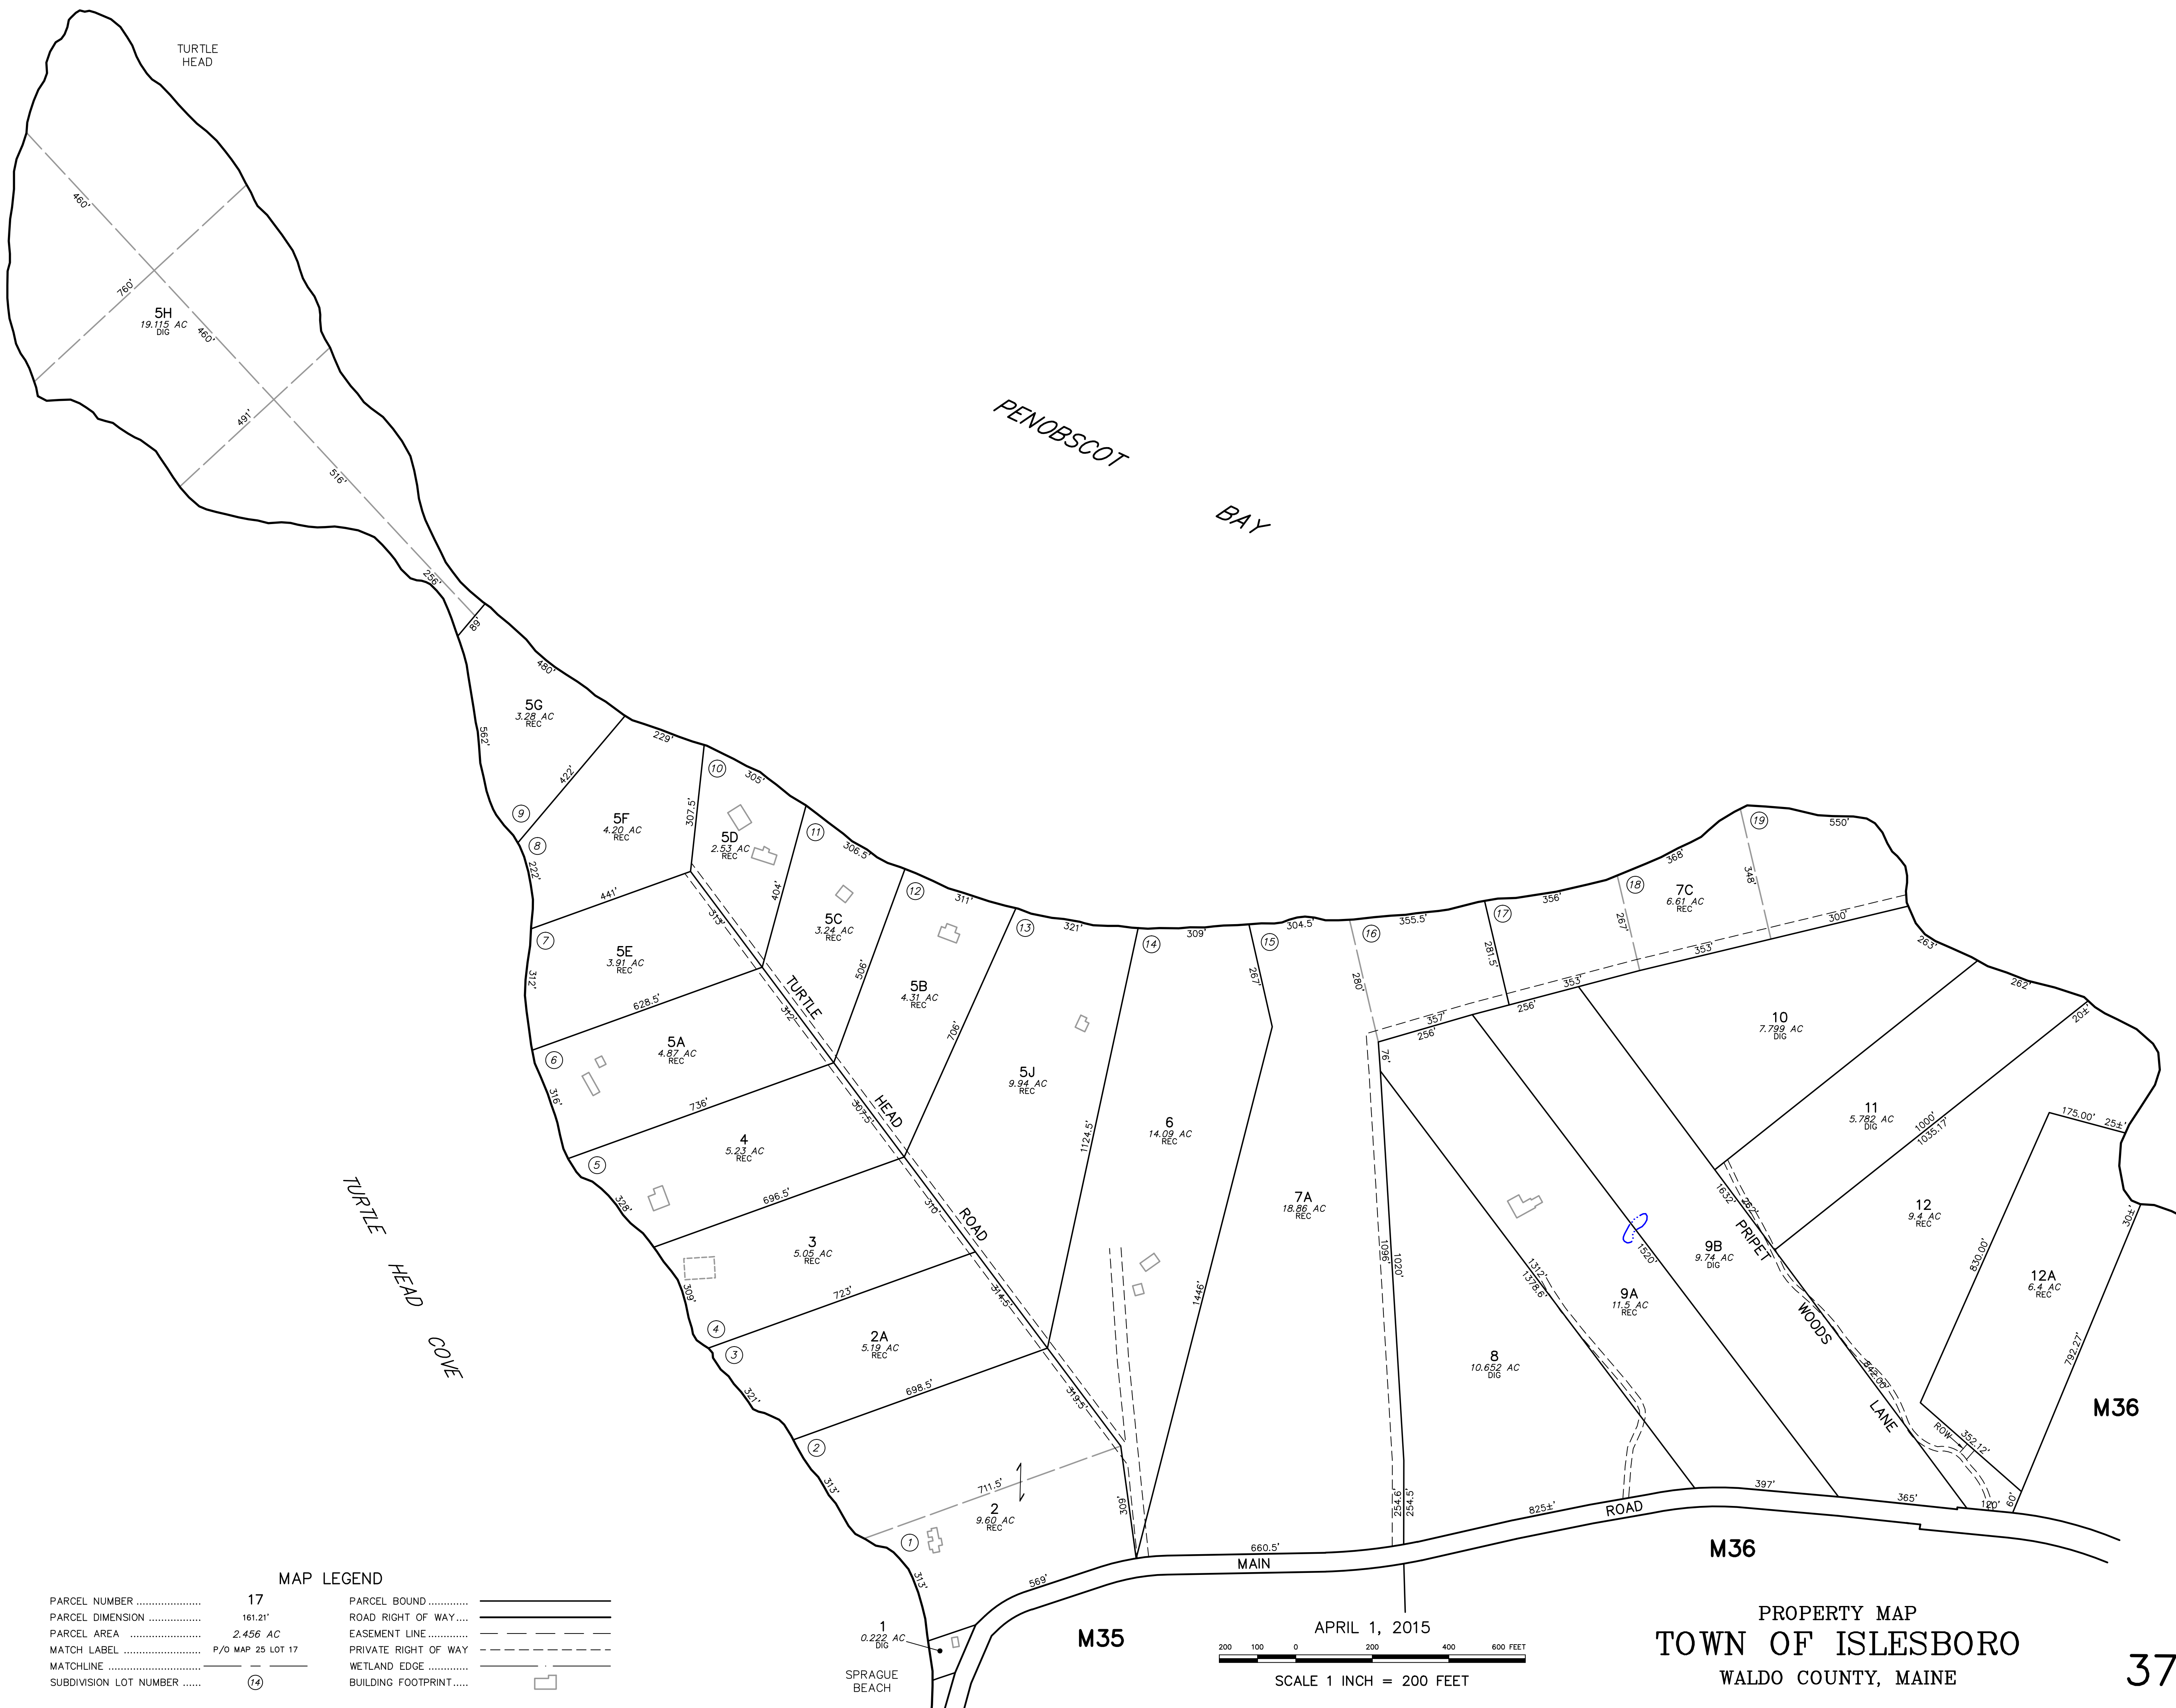 TURTLE
HEAD
460'
760'
5H
19.115 AC
DIG
460'
491'
516'
256'
89'
PENOBSCOT
BAY
480'
5G
3.28 AC
REC
562'
422'
9
8
229'
5F
4.20 AC
REC
307.5'
222'
441'
10
305'
5D
2.53 AC
REC
404'
11
306.5'
5C
3.24 AC
REC
506'
12
311'
5B
4.31 AC
REC
706'
13
321'
5J
9.94 AC
REC
1124.5'
14
309'
6
14.09 AC
REC
15
267'
304.5'
1446'
7A
18.86 AC
REC
16
280'
355.5'
17
281.5'
356'
18
267'
368'
7C
6.61 AC
REC
19
348'
550'
300'
353'
353'
357'
256'
256'
76'
263'
262'
20±'
7
312'
5E
3.91 AC
REC
628.5'
313'
6
5A
4.87 AC
REC
316'
736'
312'
TURTLE
HEAD
ROAD
307.5'
310'
314.5'
319.5'
5
4
5.23 AC
REC
328'
696.5'
3
5.05 AC
REC
309'
723'
4
3
2A
5.19 AC
REC
321'
698.5'
2
313'
711.5'
2
9.60 AC
REC
309'
1
313'
569'
1
0.222 AC
DIG
SPRAGUE
BEACH
TURTLE
HEAD
COVE
1096'
1020'
254.6'
254.5'
660.5'
MAIN
ROAD
825±'
8
10.652 AC
DIG
1312'
1378.6'
9A
11.5 AC
REC
1520'
9B
9.74 AC
DIG
1632'
262'
PRIPET
WOODS
LANE
842.00'
10
7.799 AC
DIG
11
5.782 AC
DIG
1000'
1035.17'
12
9.4 AC
REC
175.00'
25±'
30±'
830.00'
12A
6.4 AC
REC
792.27'
ROW
352.12'
60'
120'
365'
397'
M36
M36
M35
MAP LEGEND
PARCEL NUMBER ..................... 17
PARCEL DIMENSION ................. 161.21'
PARCEL AREA ....................... 2.456 AC
MATCH LABEL ......................... P/O MAP 25 LOT 17
MATCHLINE ..............................
SUBDIVISION LOT NUMBER ...... 14
PARCEL BOUND .............
ROAD RIGHT OF WAY....
EASEMENT LINE.............
PRIVATE RIGHT OF WAY
WETLAND EDGE .............
BUILDING FOOTPRINT.....
APRIL 1, 2015
200 100 0 200 400 600 FEET
SCALE 1 INCH = 200 FEET
PROPERTY MAP
TOWN OF ISLESBORO
WALDO COUNTY, MAINE
37